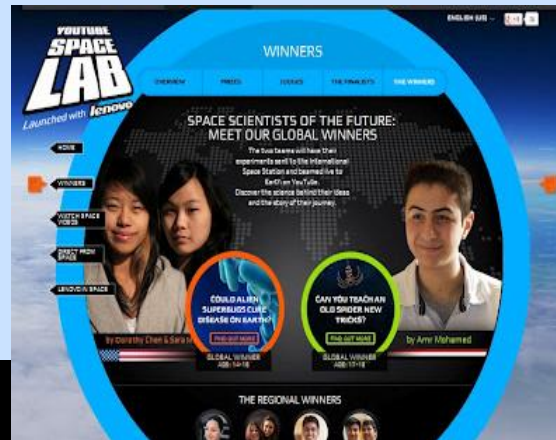 YOUTUBE
SPACE
LAB
Launched with lenovo
ENGLISH (US)
WINNERS
OVERVIEW
PRIZES
JUDGES
THE FINALISTS
THE WINNERS
SPACE SCIENTISTS OF THE FUTURE:
MEET OUR GLOBAL WINNERS
The two teams will have their
experiments sent to the International
Space Station and beamed live to
Earth on YouTube.
Discover the science behind their ideas
and the story of their journey.
HOME
WINNERS
WATCH SPACE
VIDEOS
DIRECT FROM
SPACE
LENOVO IN SPACE
COULD ALIEN
SUPERBUGS CURE
DISEASE ON EARTH?
FIND OUT MORE
by Dorothy Chen & Sara
GLOBAL WINNER
AGE: 14-16
CAN YOU TEACH AN
OLD SPIDER NEW
TRICKS?
FIND OUT MORE
by Amr Mohamed
GLOBAL WINNER
AGE: 17-18
THE REGIONAL WINNERS